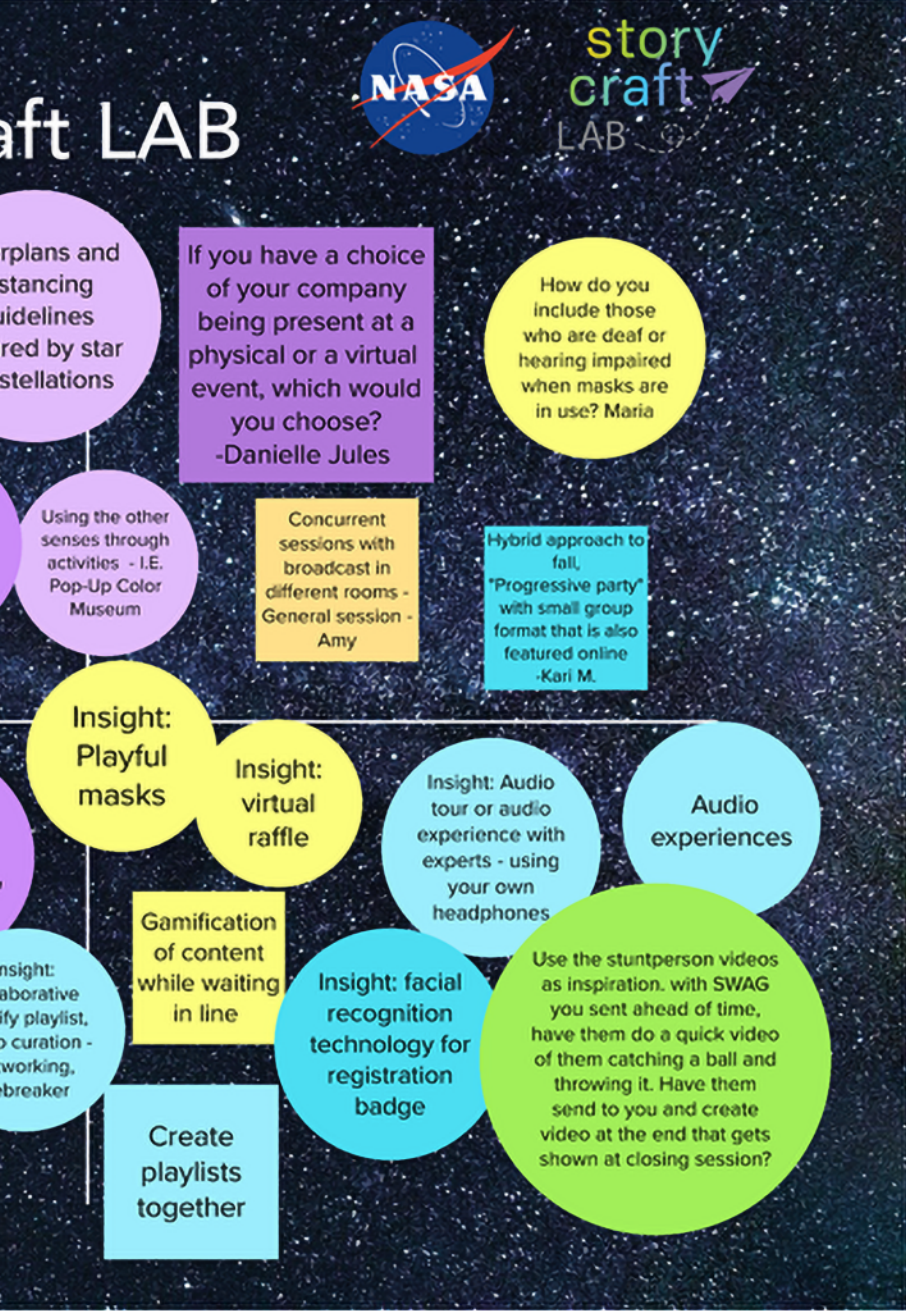 NASA
story
craft
LAB
aft LAB
rplans and
stancing
uidelines
red by star
stellations
If you have a choice
of your company
being present at a
physical or a virtual
event, which would
you choose?
-Danielle Jules
How do you
include those
who are deaf or
hearing impaired
when masks are
in use? Maria
Using the other
senses through
activities - I.E.
Pop-Up Color
Museum
Concurrent
sessions with
broadcast in
different rooms -
General session -
Amy
Hybrid approach to
fall,
"Progressive party"
with small group
format that is also
featured online
-Kari M.
Insight:
Playful
masks
Insight:
virtual
raffle
Insight: Audio
tour or audio
experience with
experts - using
your own
headphones
Audio
experiences
Gamification
of content
while waiting
in line
nsight:
aborative
ify playlist,
o curation -
working,
ebreaker
Insight: facial
recognition
technology for
registration
badge
Use the stuntperson videos
as inspiration. with SWAG
you sent ahead of time,
have them do a quick video
of them catching a ball and
throwing it. Have them
send to you and create
video at the end that gets
shown at closing session?
Create
playlists
together